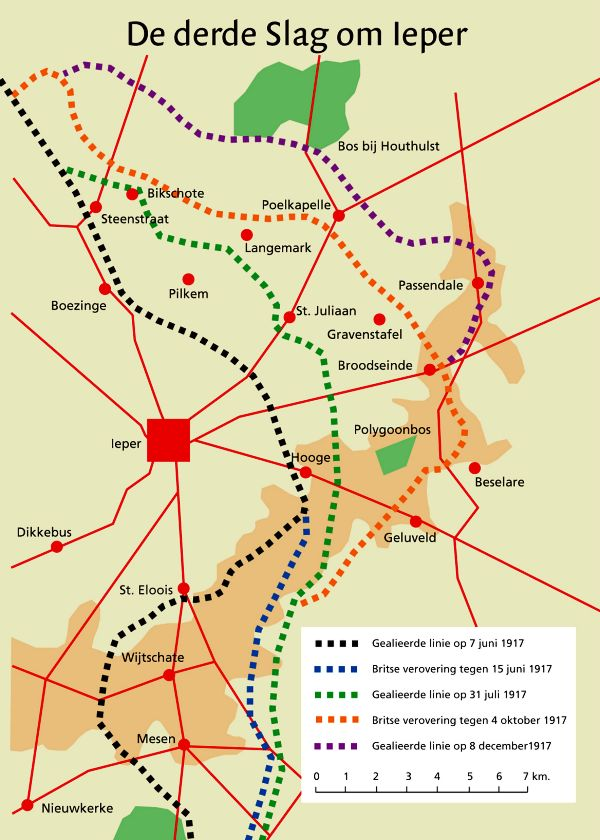 De derde Slag om Ieper
Bos bij Houthulst
Bikschote
Steenstraat
Poelkapelle
Langemark
Passendale
Pilkem
Boezinge
St. Juliaan
Gravenstafel
Broodseinde
Polygoonbos
Ieper
Hooge
Beselare
Dikkebus
Geluveld
St. Eloois
Wijtschate
Mesen
Nieuwkerke
Gealieerde linie op 7 juni 1917
Britse verovering tegen 15 juni 1917
Gealieerde linie op 31 juli 1917
Britse verovering tegen 4 oktober 1917
Gealieerde linie op 8 december1917
0 1 2 3 4 5 6 7 km.